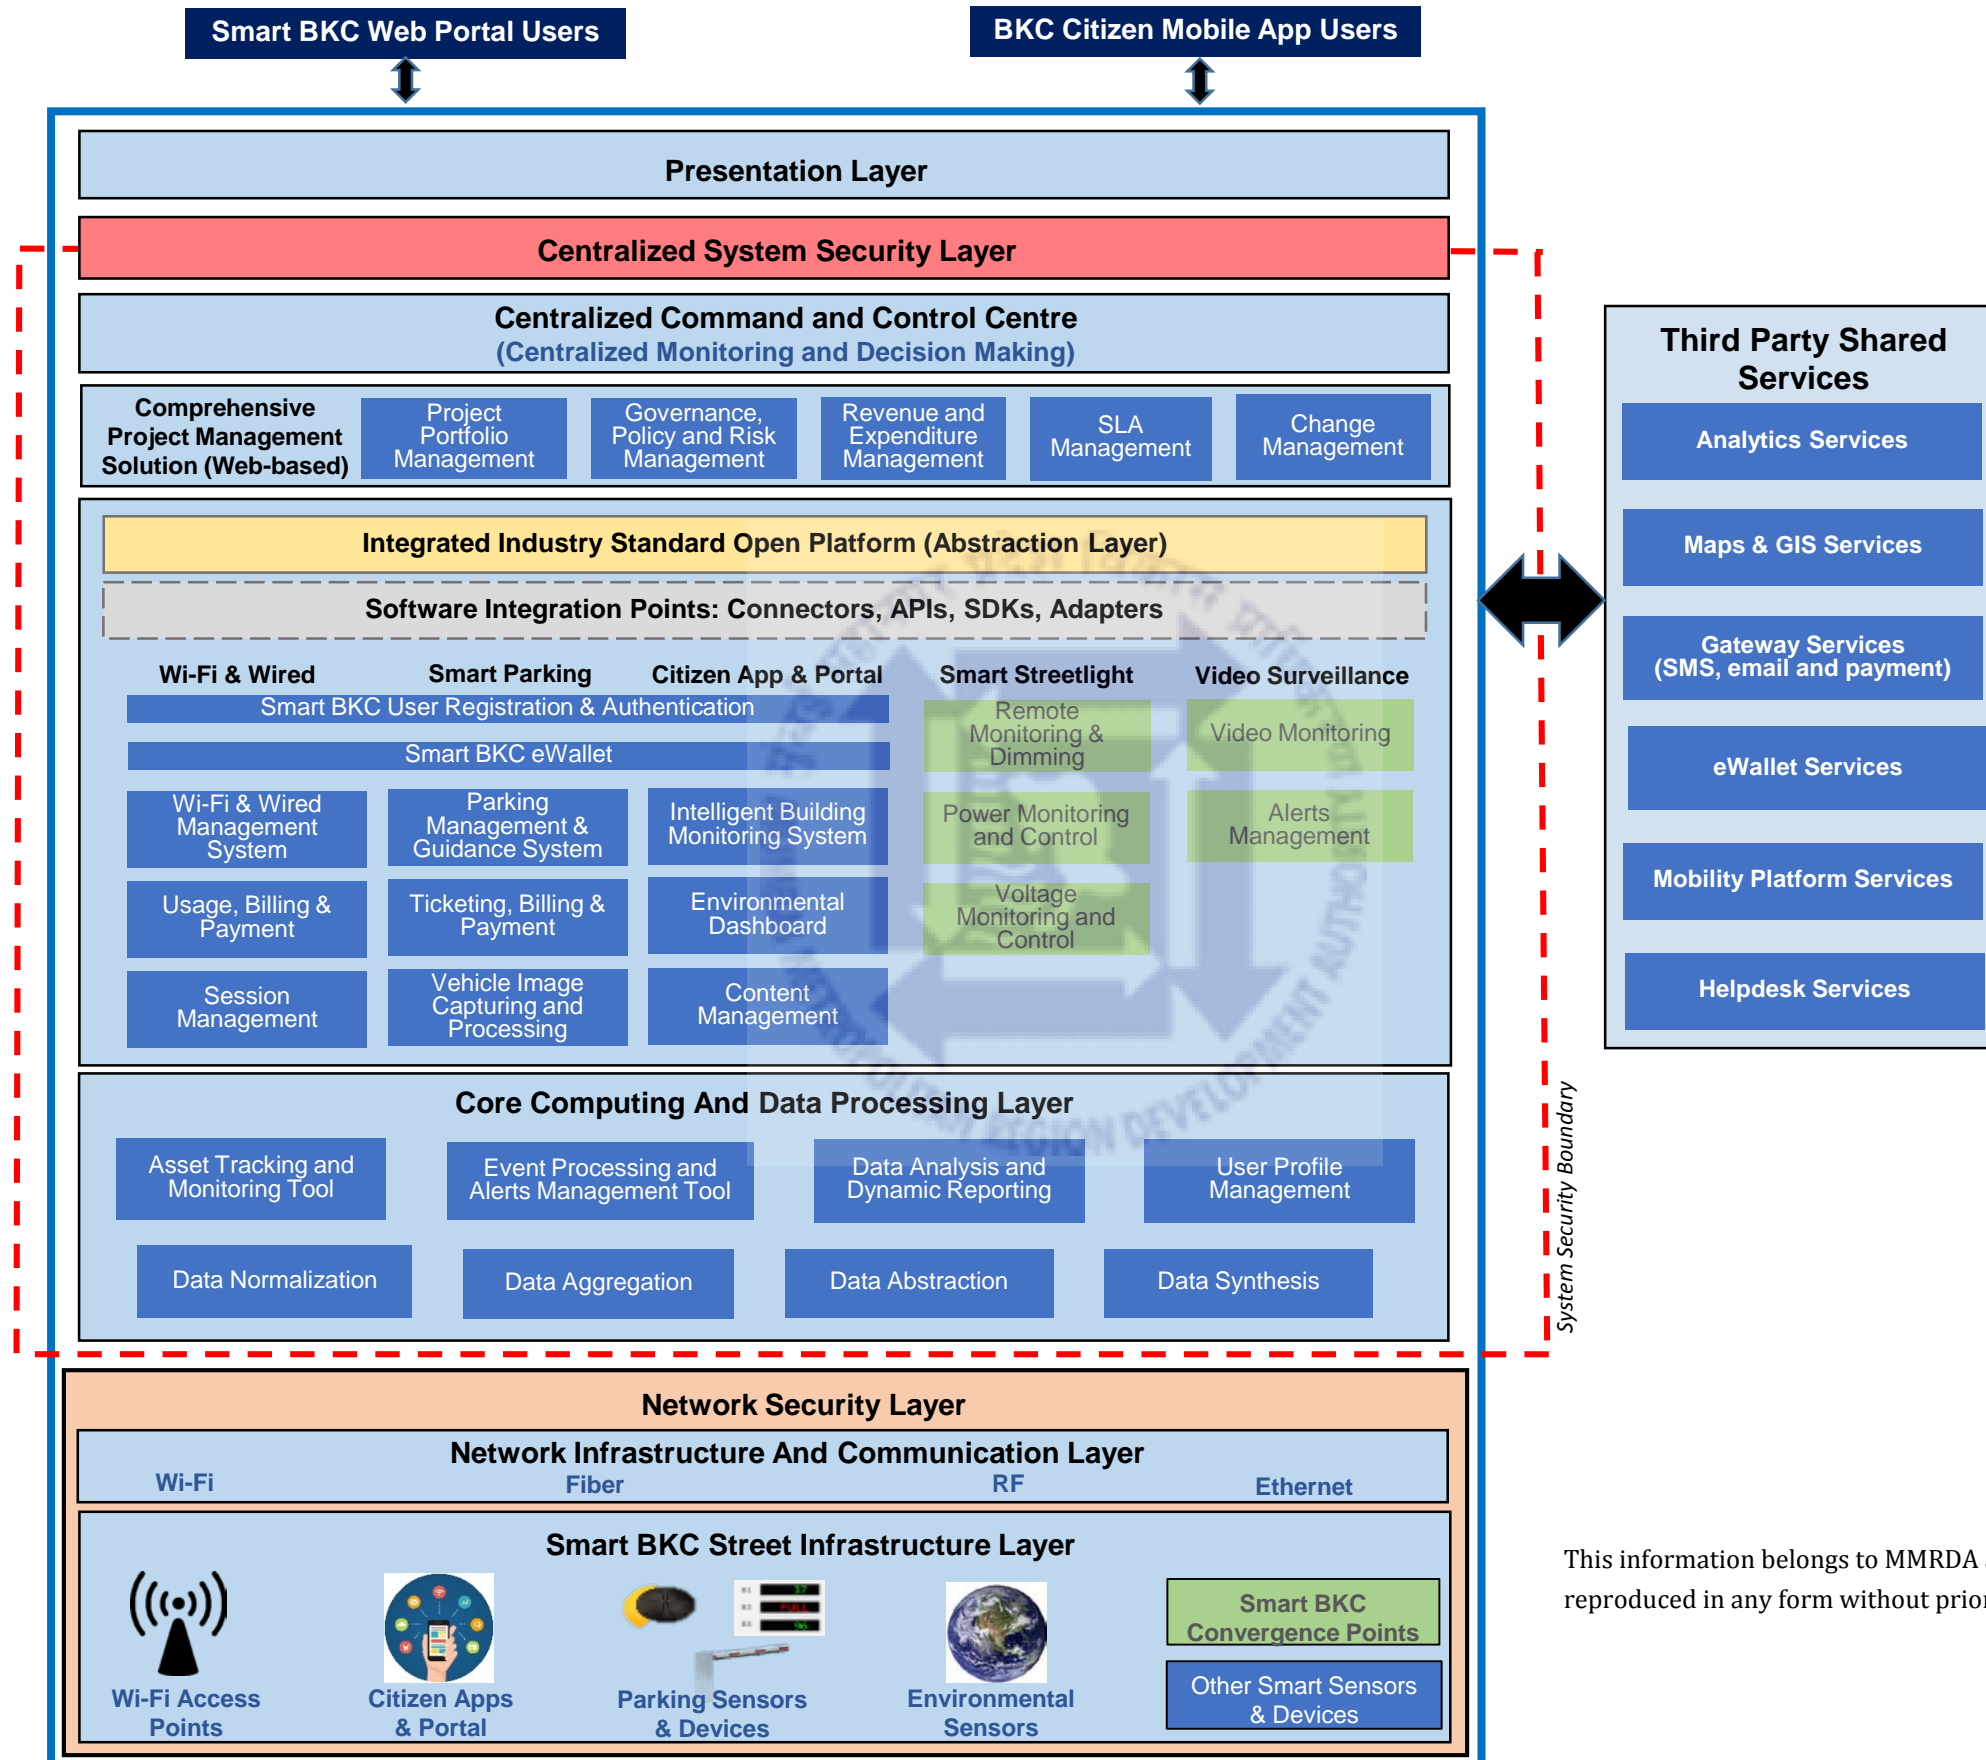 Smart BKC Web Portal Users
BKC Citizen Mobile App Users
Presentation Layer
Centralized System Security Layer
Centralized Command and Control Centre
(Centralized Monitoring and Decision Making)
Comprehensive
Project Management
Solution (Web-based)
Project
Portfolio
Management
Governance,
Policy and Risk
Management
Revenue and
Expenditure
Management
SLA
Management
Change
Management
Integrated Industry Standard Open Platform (Abstraction Layer)
Software Integration Points: Connectors, APIs, SDKs, Adapters
Wi-Fi & Wired
Smart Parking
Citizen App & Portal
Smart Streetlight
Video Surveillance
Smart BKC User Registration & Authentication
Smart BKC eWallet
Wi-Fi & Wired
Management
System
Usage, Billing &
Payment
Session
Management
Parking
Management &
Guidance System
Ticketing, Billing &
Payment
Vehicle Image
Capturing and
Processing
Intelligent Building
Monitoring System
Environmental
Dashboard
Content
Management
Remote
Monitoring &
Dimming
Power Monitoring
and Control
Voltage
Monitoring and
Control
Video Monitoring
Alerts
Management
METROPOLITAN REGION DEVELOPMENT AUTHORITY
Core Computing And Data Processing Layer
Asset Tracking and
Monitoring Tool
Event Processing and
Alerts Management Tool
Data Analysis and
Dynamic Reporting
User Profile
Management
Data Normalization
Data Aggregation
Data Abstraction
Data Synthesis
System Security Boundary
Third Party Shared
Services
Analytics Services
Maps & GIS Services
Gateway Services
(SMS, email and payment)
eWallet Services
Mobility Platform Services
Helpdesk Services
Network Security Layer
Network Infrastructure And Communication Layer
Wi-Fi
Fiber
RF
Ethernet
Smart BKC Street Infrastructure Layer
17
FULL
96
Wi-Fi Access
Points
Citizen Apps
& Portal
Parking Sensors
& Devices
Environmental
Sensors
Smart BKC
Convergence Points
Other Smart Sensors
& Devices
This information belongs to MMRDA
reproduced in any form without prior